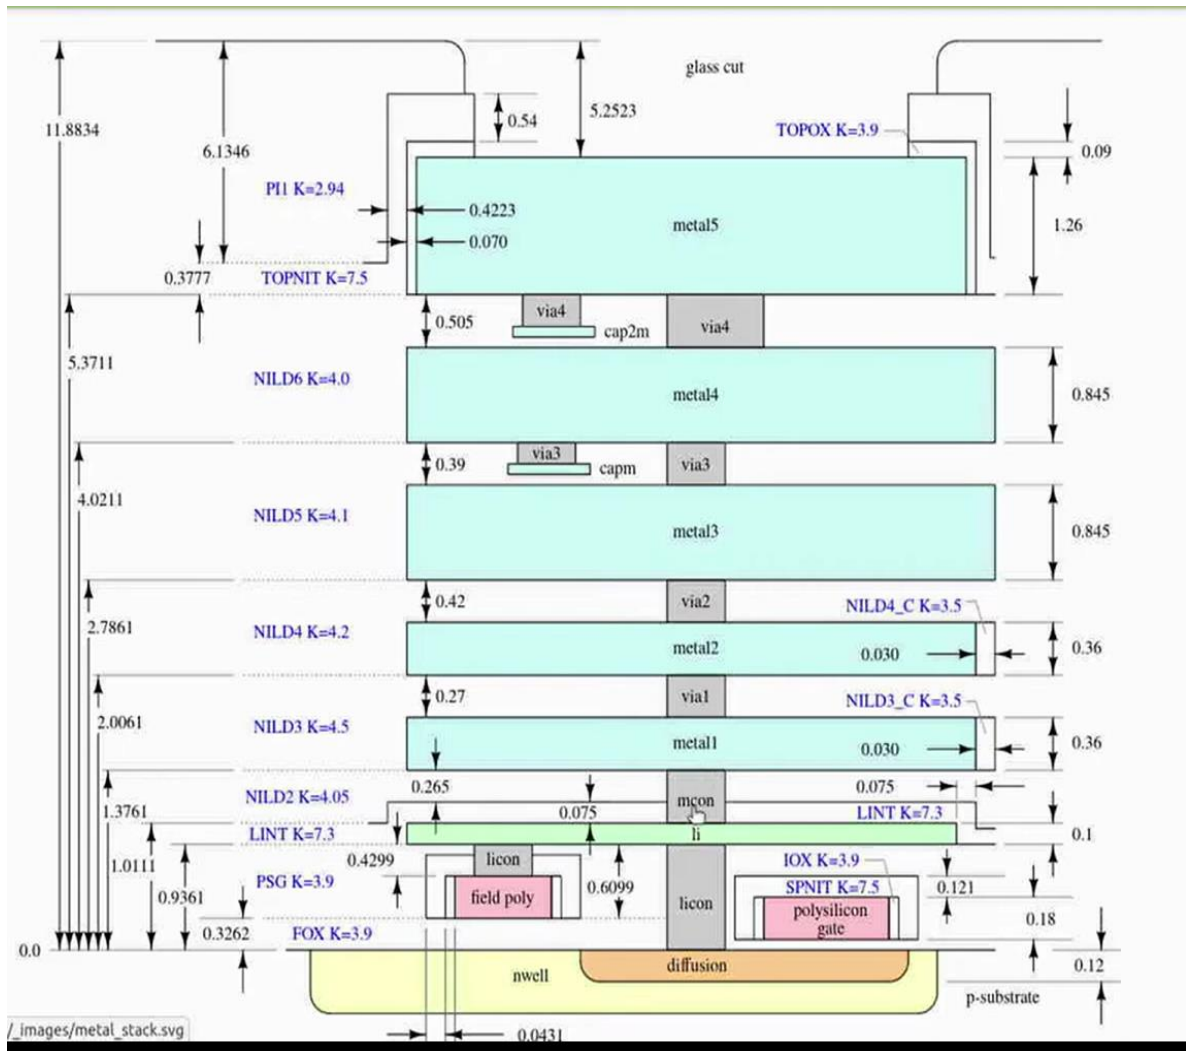 glass cut
11.8834
0.54
5.2523
TOPOX K=3.9
6.1346
0.09
PI1 K=2.94
0.4223
metal5
1.26
0.070
0.3777
TOPNIT K=7.5
via4
0.505
via4
cap2m
5.3711
NILD6 K=4.0
metal4
0.845
via3
0.39
capm
via3
4.0211
NILD5 K=4.1
metal3
0.845
0.42
via2
NILD4_C K=3.5
2.7861
NILD4 K=4.2
metal2
0.030
0.36
0.27
via1
NILD3_C K=3.5
2.0061
NILD3 K=4.5
metal1
0.030
0.36
0.265
0.075
NILD2 K=4.05
mcon
1.3761
0.075
LINT K=7.3
LINT K=7.3
li
0.1
0.4299
licon
IOX K=3.9
1.0111
PSG K=3.9
0.6099
SPNIT K=7.5
0.121
0.9361
field poly
licon
polysilicon
gate
0.18
0.3262
FOX K=3.9
0.0
diffusion
0.12
nwell
p-substrate
/_images/metal_stack.svg
0.0431